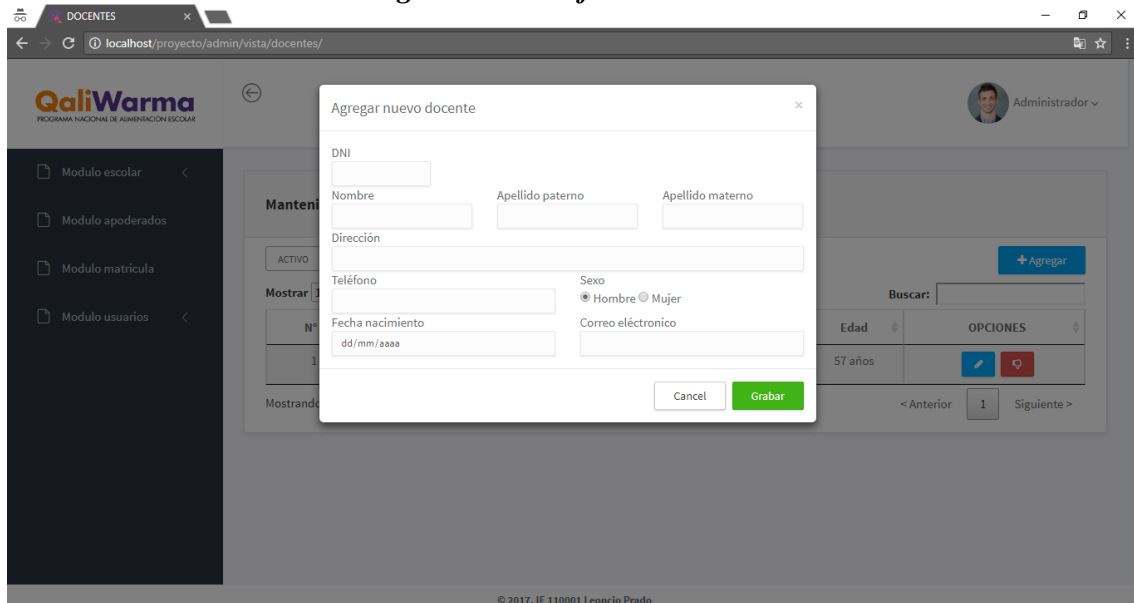 DOCENTES
localhost/proyecto/admin/vista/docentes/
QaliWarma
PROGRAMA NACIONAL DE ALIMENTACIÓN ESCOLAR
Administrador
Modulo escolar
Modulo apoderados
Modulo matricula
Modulo usuarios
Agregar nuevo docente ×
DNI
Nombre Apellido paterno Apellido materno
Dirección
Teléfono Sexo
Hombre Mujer
Fecha nacimiento Correo eléctronico
dd/mm/aaaa
Cancel Grabar
ACTIVO + Agregar
Mostrar Buscar:
N° Edad OPCIONES
1 57 años
< Anterior 1 Siguiente >
© 2017. IE 110001 Leoncio Prado